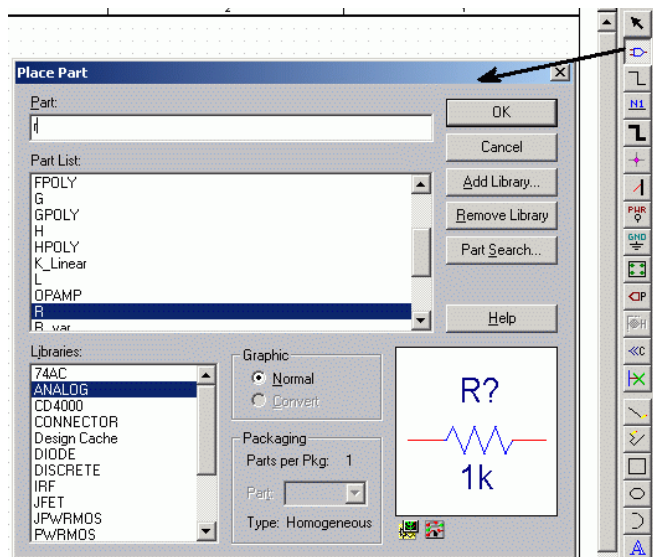 2
Place Part
Part:
r
OK
Cancel
Part List:
FPOLY
G
GPOLY
H
HPOLY
K_Linear
L
OPAMP
R
R_var
Add Library...
Remove Library
Part Search...
Help
Libraries:
74AC
ANALOG
CD4000
CONNECTOR
Design Cache
DIODE
DISCRETE
IRF
JFET
JPWRMOS
PWRMOS
Graphic
Normal
Convert
Packaging
Parts per Pkg: 1
Part:
Type: Homogeneous
R?
1k
N1
PWR
GND
P
H
C
A